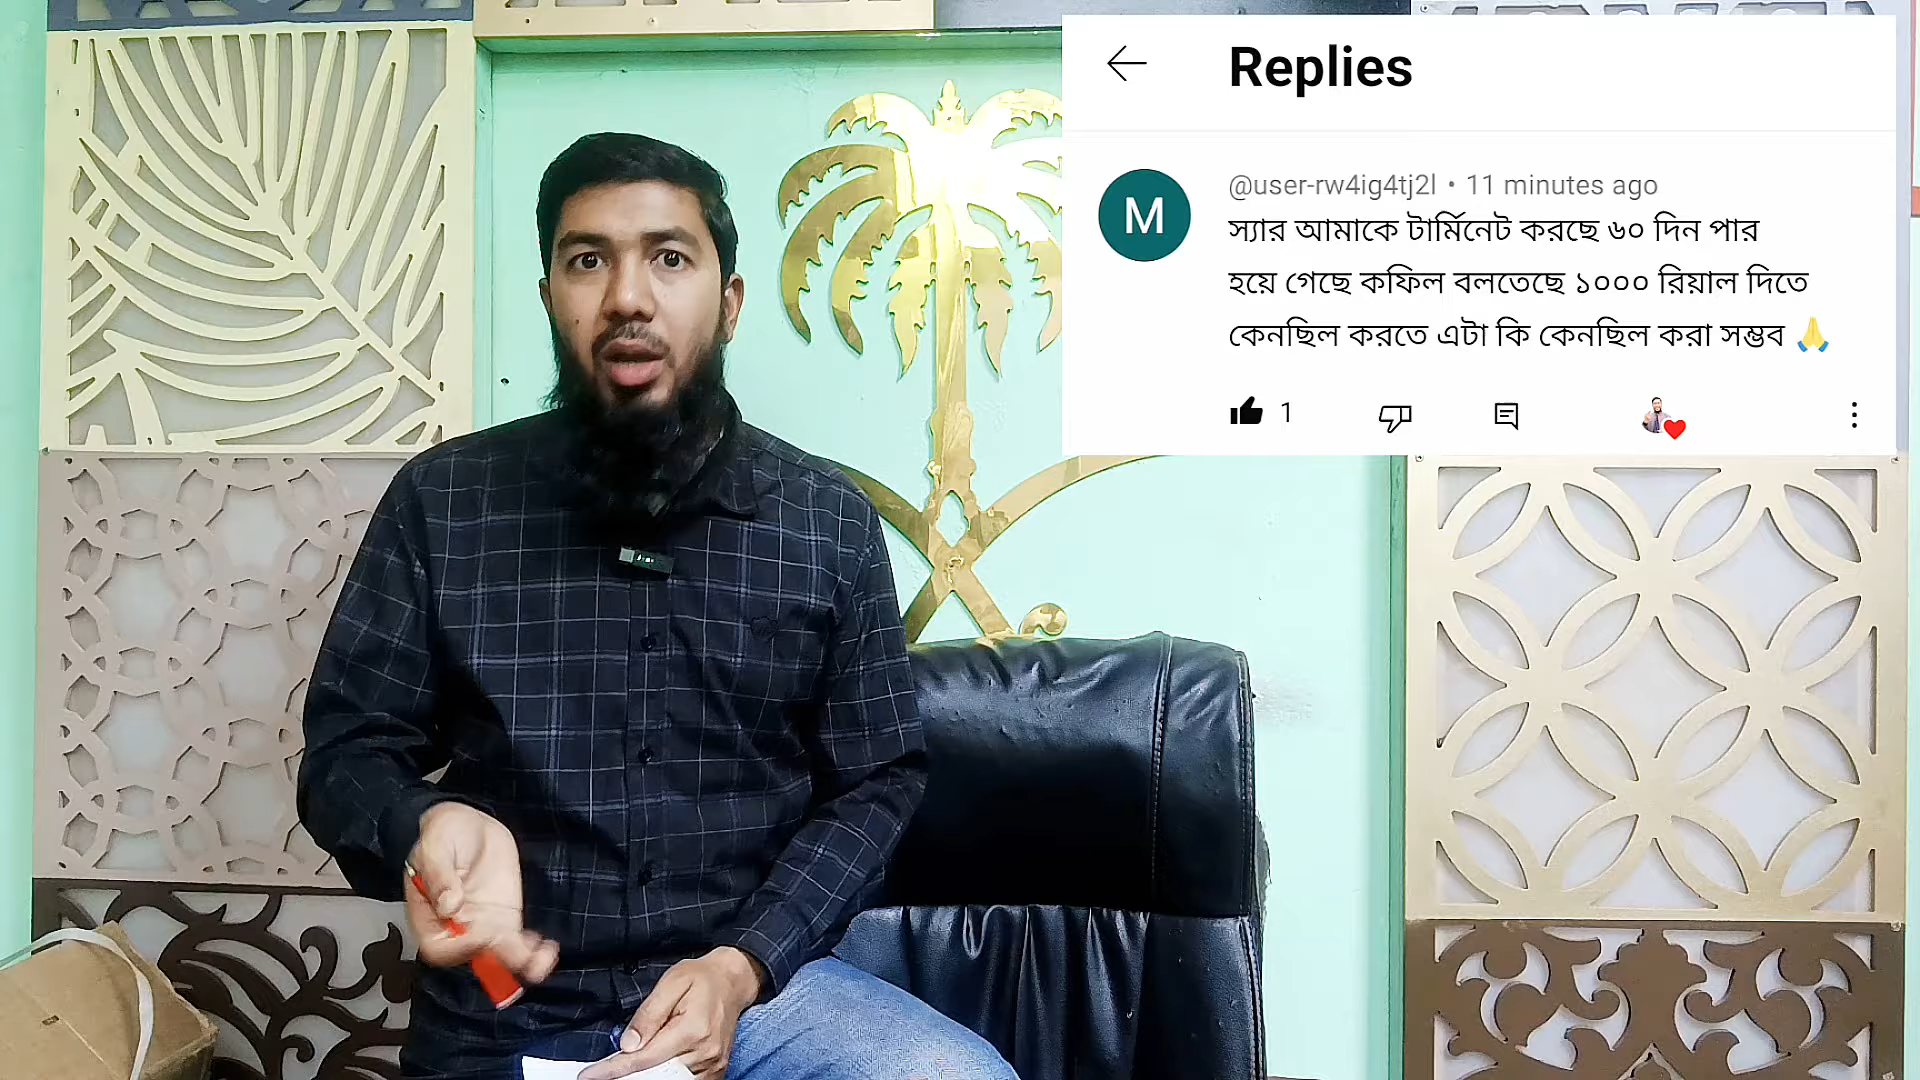 Replies
M
@user-rw4ig4tj2l • 11 minutes ago
স্যার আমাকে টার্মিনেট করছে ৬০ দিন পার
হয়ে গেছে কফিল বলতেছে ১০০০ রিয়াল দিতে
কেনছিল করতে এটা কি কেনছিল করা সম্ভব 🙏
1